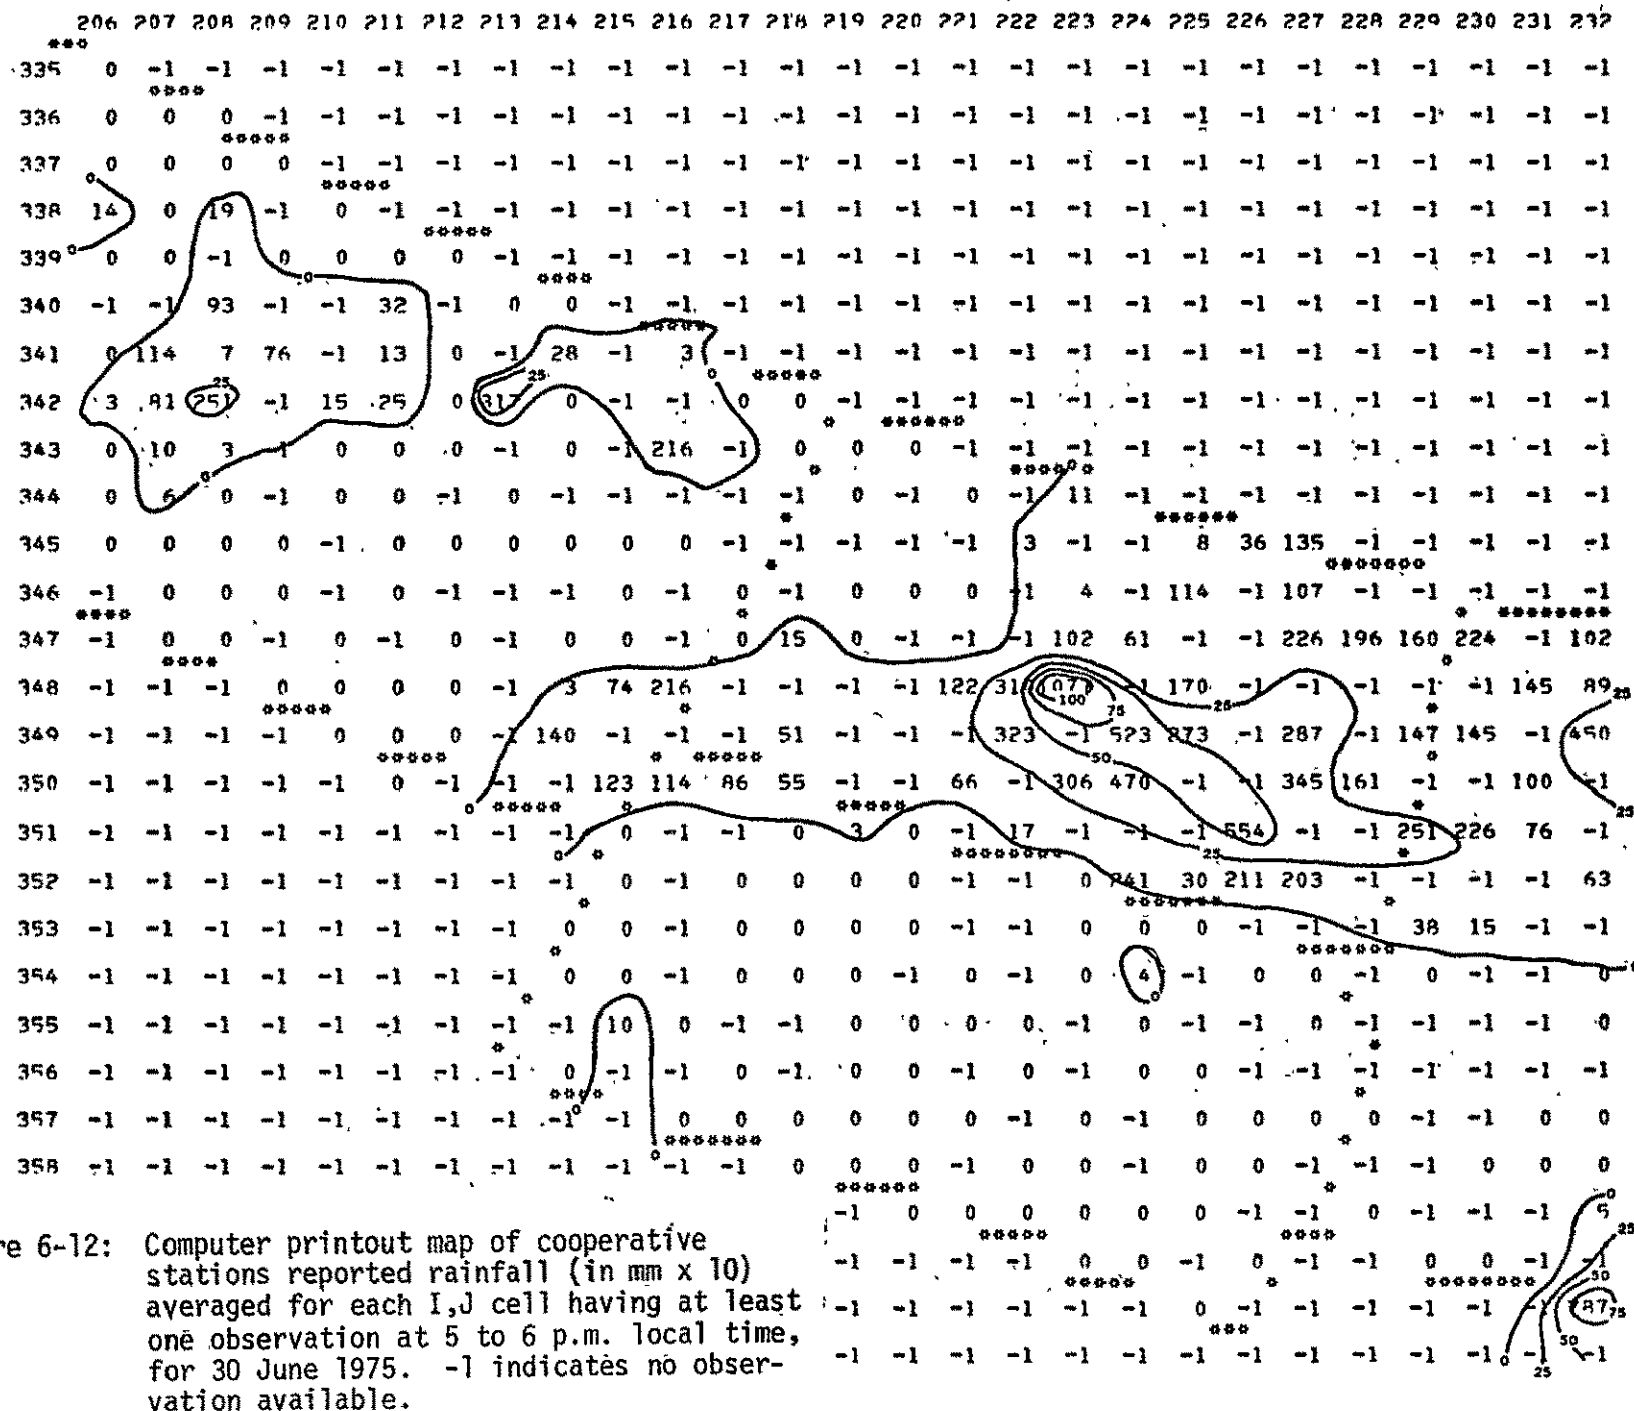 206 207 208 209 210 211 212 213 214 215 216 217 218 219 220 221 222 223 224 225 226 227 228 229 230 231 232
335 0 -1 -1 -1 -1 -1 -1 -1 -1 -1 -1 -1 -1 -1 -1 -1 -1 -1 -1 -1 -1 -1 -1 -1 -1 -1 -1
336 0 0 0 -1 -1 -1 -1 -1 -1 -1 -1 -1 -1 -1 -1 -1 -1 -1 -1 -1 -1 -1 -1 -1 -1 -1 -1
337 0 0 0 0 -1 -1 -1 -1 -1 -1 -1 -1 -1 -1 -1 -1 -1 -1 -1 -1 -1 -1 -1 -1 -1 -1 -1
338 14 0 19 -1 0 -1 -1 -1 -1 -1 -1 -1 -1 -1 -1 -1 -1 -1 -1 -1 -1 -1 -1 -1 -1 -1 -1
339 0 0 -1 0 0 0 0 -1 -1 -1 -1 -1 -1 -1 -1 -1 -1 -1 -1 -1 -1 -1 -1 -1 -1 -1 -1
340 -1 -1 93 -1 -1 32 -1 0 0 -1 -1 -1 -1 -1 -1 -1 -1 -1 -1 -1 -1 -1 -1 -1 -1 -1 -1
341 0 114 7 76 -1 13 0 -1 28 -1 3 -1 -1 -1 -1 -1 -1 -1 -1 -1 -1 -1 -1 -1 -1 -1 -1
25 25
342 3 81 251 -1 15 25 0 317 0 -1 -1 0 0 -1 -1 -1 -1 -1 -1 -1 -1 -1 -1 -1 -1 -1 -1
343 0 10 3 -1 0 0 0 -1 0 -1 216 -1 0 0 0 -1 -1 -1 -1 -1 -1 -1 -1 -1 -1 -1 -1
344 0 6 0 -1 0 0 -1 0 -1 -1 -1 -1 -1 0 -1 0 -1 11 -1 -1 -1 -1 -1 -1 -1 -1 -1
345 0 0 0 0 -1 0 0 0 0 0 0 -1 -1 -1 -1 -1 3 -1 -1 8 36 135 -1 -1 -1 -1 -1
346 -1 0 0 0 -1 0 -1 -1 -1 0 -1 0 -1 0 0 0 -1 4 -1 114 -1 107 -1 -1 -1 -1 -1
347 -1 0 0 -1 0 -1 0 -1 0 0 -1 0 15 0 -1 -1 -1 102 61 -1 -1 226 196 160 224 -1 102
348 -1 -1 -1 0 0 0 0 -1 3 74 216 -1 -1 -1 -1 122 -1 170 -1 -1 -1 -1 -1 145 89 25
100 75 25
349 -1 -1 -1 -1 0 0 0 -1 140 -1 -1 -1 51 -1 -1 -1 323 -1 523 273 -1 287 -1 147 145 -1 450
50
350 -1 -1 -1 -1 -1 0 -1 -1 -1 123 114 86 55 -1 -1 66 -1 306 470 -1 -1 345 161 -1 -1 100 -1
25
351 -1 -1 -1 -1 -1 -1 -1 -1 -1 0 -1 -1 0 3 0 -1 17 -1 -1 -1 554 -1 -1 251 226 76 -1
25
352 -1 -1 -1 -1 -1 -1 -1 -1 -1 0 -1 0 0 0 0 -1 -1 0 241 30 211 203 -1 -1 -1 -1 63
353 -1 -1 -1 -1 -1 -1 -1 -1 0 0 -1 0 0 0 0 -1 -1 0 0 0 -1 -1 -1 38 15 -1 -1
354 -1 -1 -1 -1 -1 -1 -1 -1 0 0 -1 0 0 0 -1 0 -1 0 4 -1 0 0 -1 0 -1 -1 0
355 -1 -1 -1 -1 -1 -1 -1 -1 -1 10 0 -1 -1 0 0 0 0 -1 0 -1 -1 0 -1 -1 -1 -1 0
356 -1 -1 -1 -1 -1 -1 -1 -1 0 -1 -1 0 -1 0 0 -1 0 -1 0 0 -1 -1 -1 -1 -1 -1 -1
357 -1 -1 -1 -1 -1 -1 -1 -1 -1 -1 0 0 0 0 0 0 -1 0 -1 0 0 0 0 -1 -1 0 0
358 -1 -1 -1 -1 -1 -1 -1 -1 -1 -1 -1 -1 0 0 0 -1 0 0 -1 0 0 -1 -1 -1 0 0 0
-1 0 0 0 0 0 0 -1 -1 0 -1 -1 -1 5
25
-1 -1 -1 -1 0 0 -1 0 -1 -1 0 0 -1 -1
50
-1 -1 -1 -1 -1 -1 0 -1 -1 -1 -1 -1 -1 75
50
-1 -1 -1 -1 -1 -1 -1 -1 -1 -1 -1 -1 -1 -1
25
re 6-12: Computer printout map of cooperative
stations reported rainfall (in mm x 10)
averaged for each I,J cell having at least
one observation at 5 to 6 p.m. local time,
for 30 June 1975. -1 indicates no obser-
vation available.